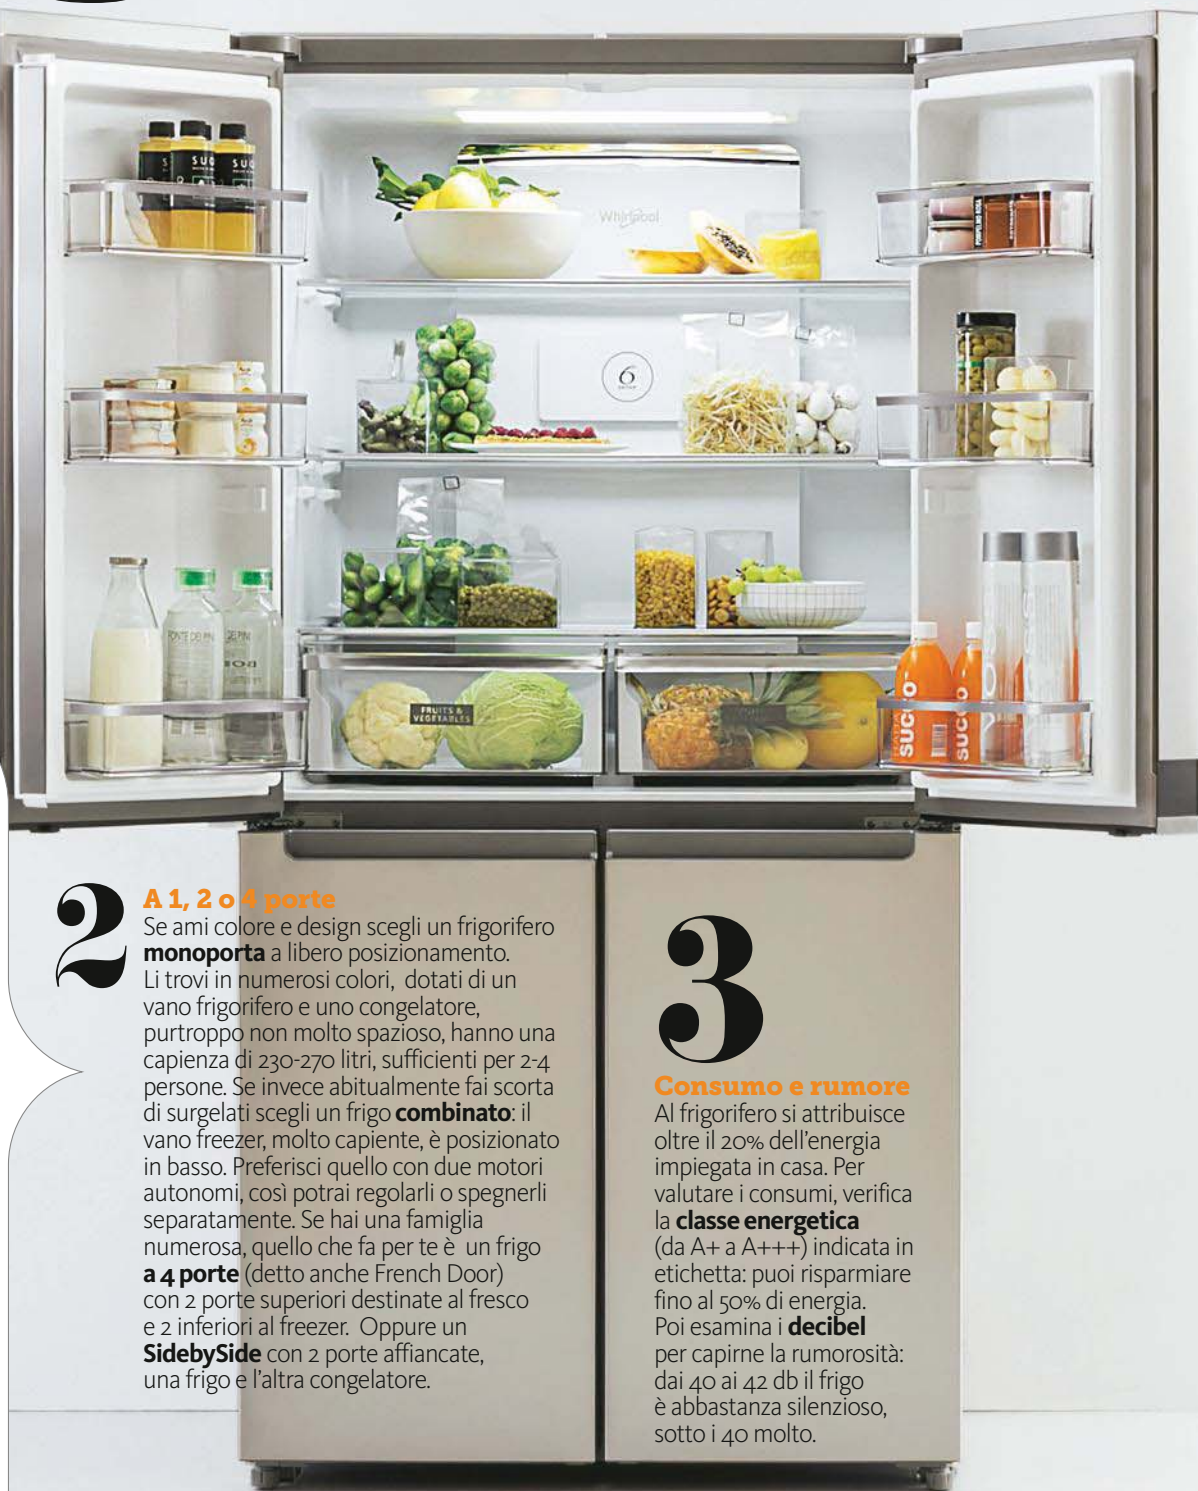 SUC
SUC
Whirlpool
6
FONTE DELPINI
FRUITS &
VEGETABLES
SUCCO
SUCCO
2
A 1, 2 o 4 porte
Se ami colore e design scegli un frigorifero
monoporta a libero posizionamento.
Li trovi in numerosi colori, dotati di un
vano frigorifero e uno congelatore,
purtroppo non molto spazioso, hanno una
capienza di 230-270 litri, sufficienti per 2-4
persone. Se invece abitualmente fai scorta
di surgelati scegli un frigo combinato: il
vano freezer, molto capiente, è posizionato
in basso. Preferisci quello con due motori
autonomi, così potrai regolarli o spegnerli
separatamente. Se hai una famiglia
numerosa, quello che fa per te è un frigo
a 4 porte (detto anche French Door)
con 2 porte superiori destinate al fresco
e 2 inferiori al freezer. Oppure un
SidebySide con 2 porte affiancate,
una frigo e l'altra congelatore.
3
Consumo e rumore
Al frigorifero si attribuisce
oltre il 20% dell'energia
impiegata in casa. Per
valutare i consumi, verifica
la classe energetica
(da A+ a A+++) indicata in
etichetta: puoi risparmiare
fino al 50% di energia.
Poi esamina i decibel
per capirne la rumorosità:
dai 40 ai 42 db il frigo
è abbastanza silenzioso,
sotto i 40 molto.